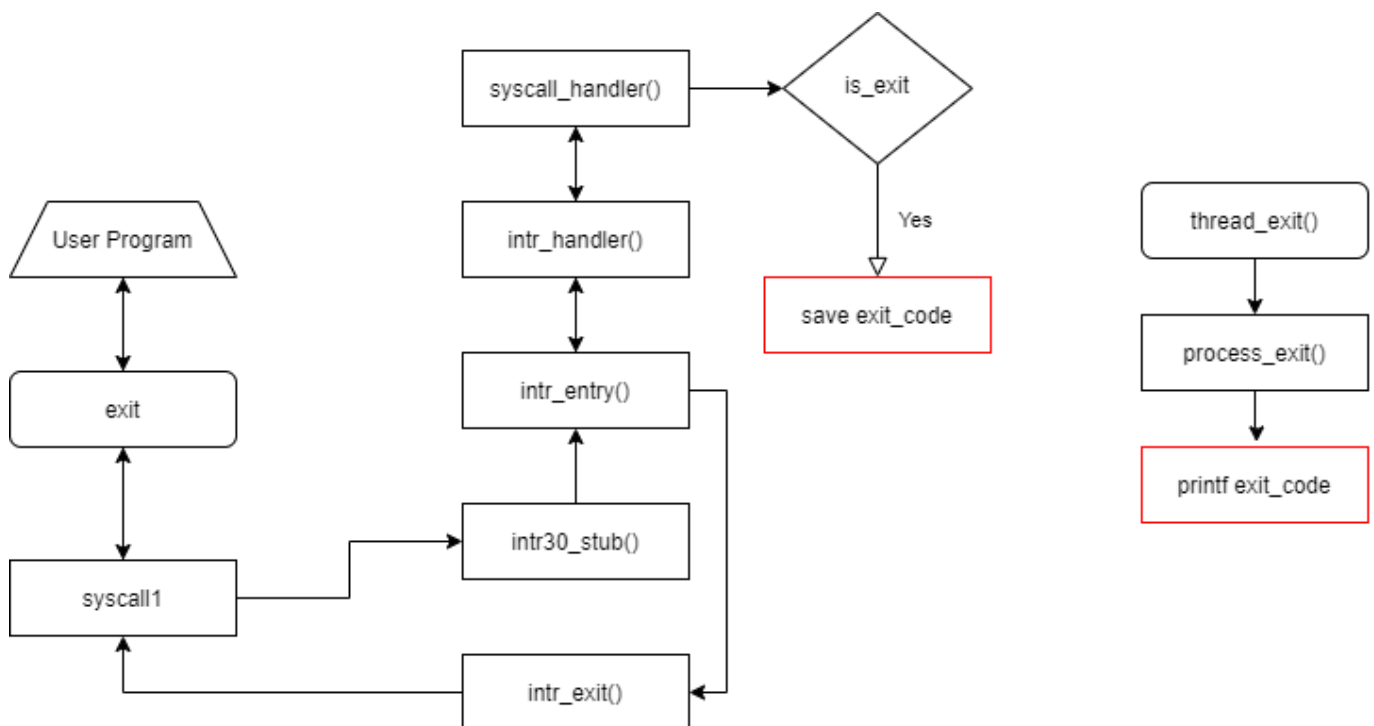 syscall_handler()
is_exit
User Program
intr_handler()
Yes
thread_exit()
save exit_code
process_exit()
exit
intr_entry()
printf exit_code
syscall1
intr30_stub()
intr_exit()